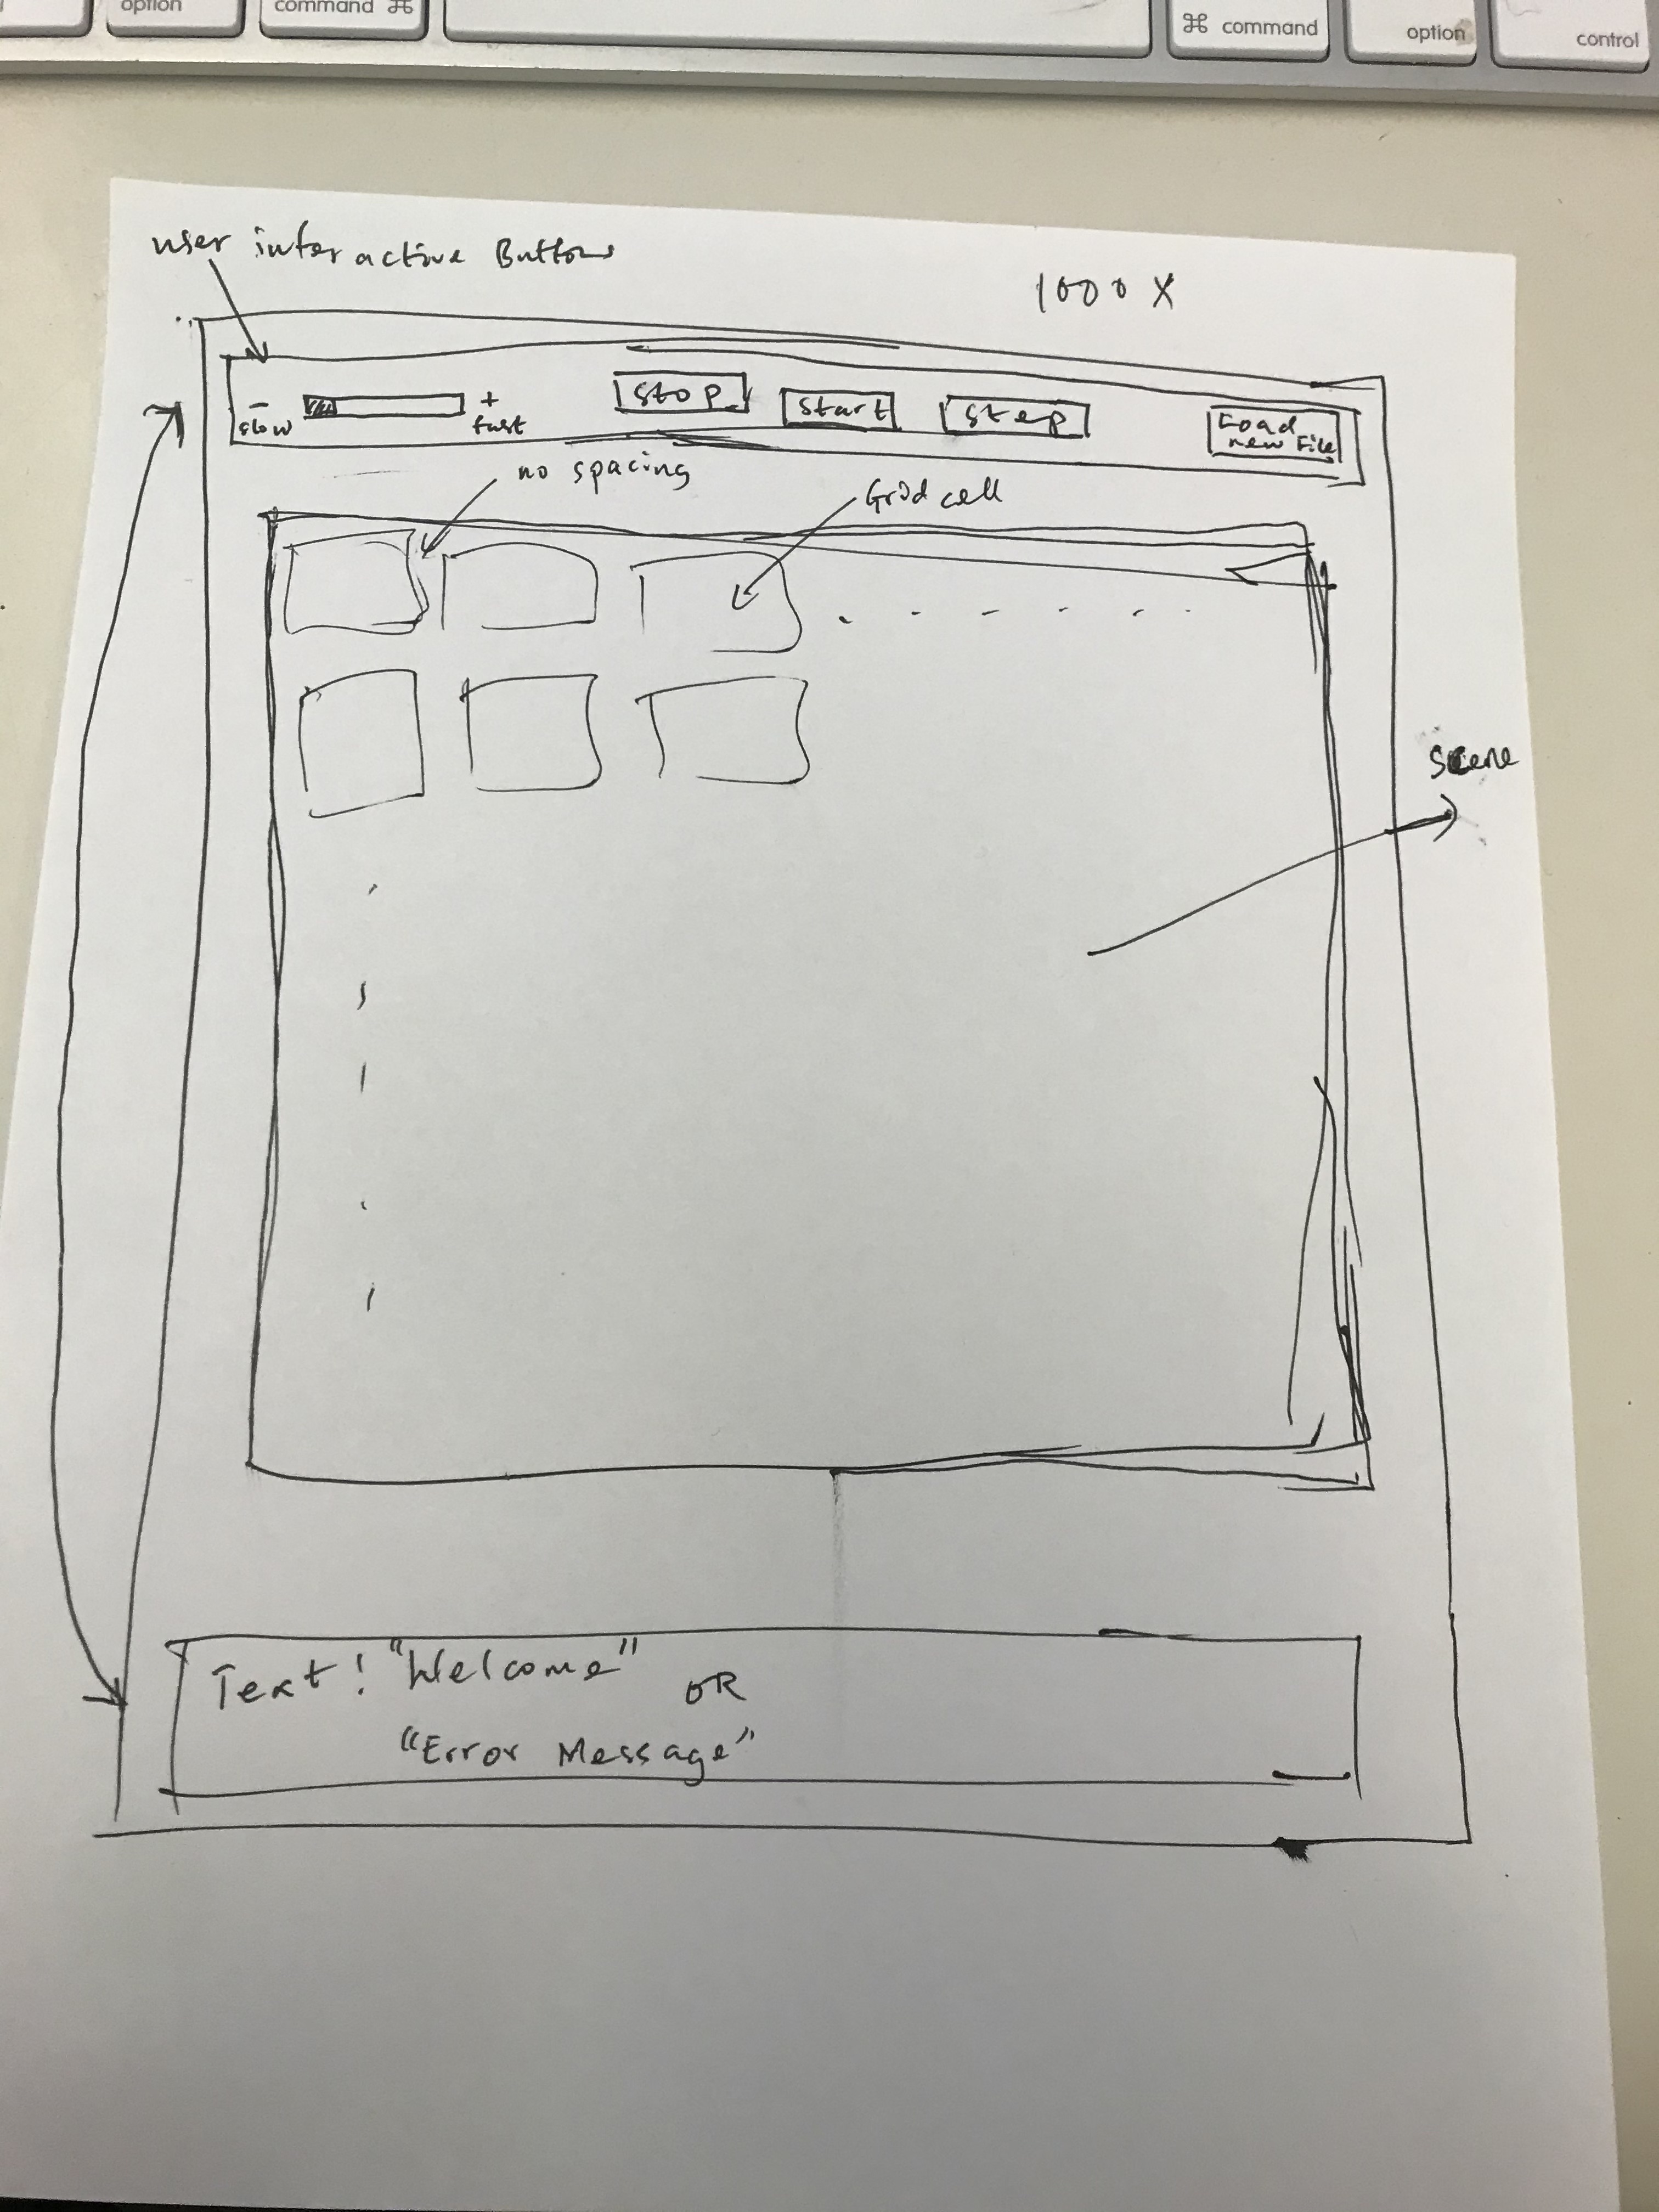 option
command ⌘
⌘ command
option
control
user interactive Buttons
1000 X
- slow
+ fast
Stop
Start
Step
Load
new File
no spacing
Grid cell
Scene
Text! "Welcome" OR
"Error Message"